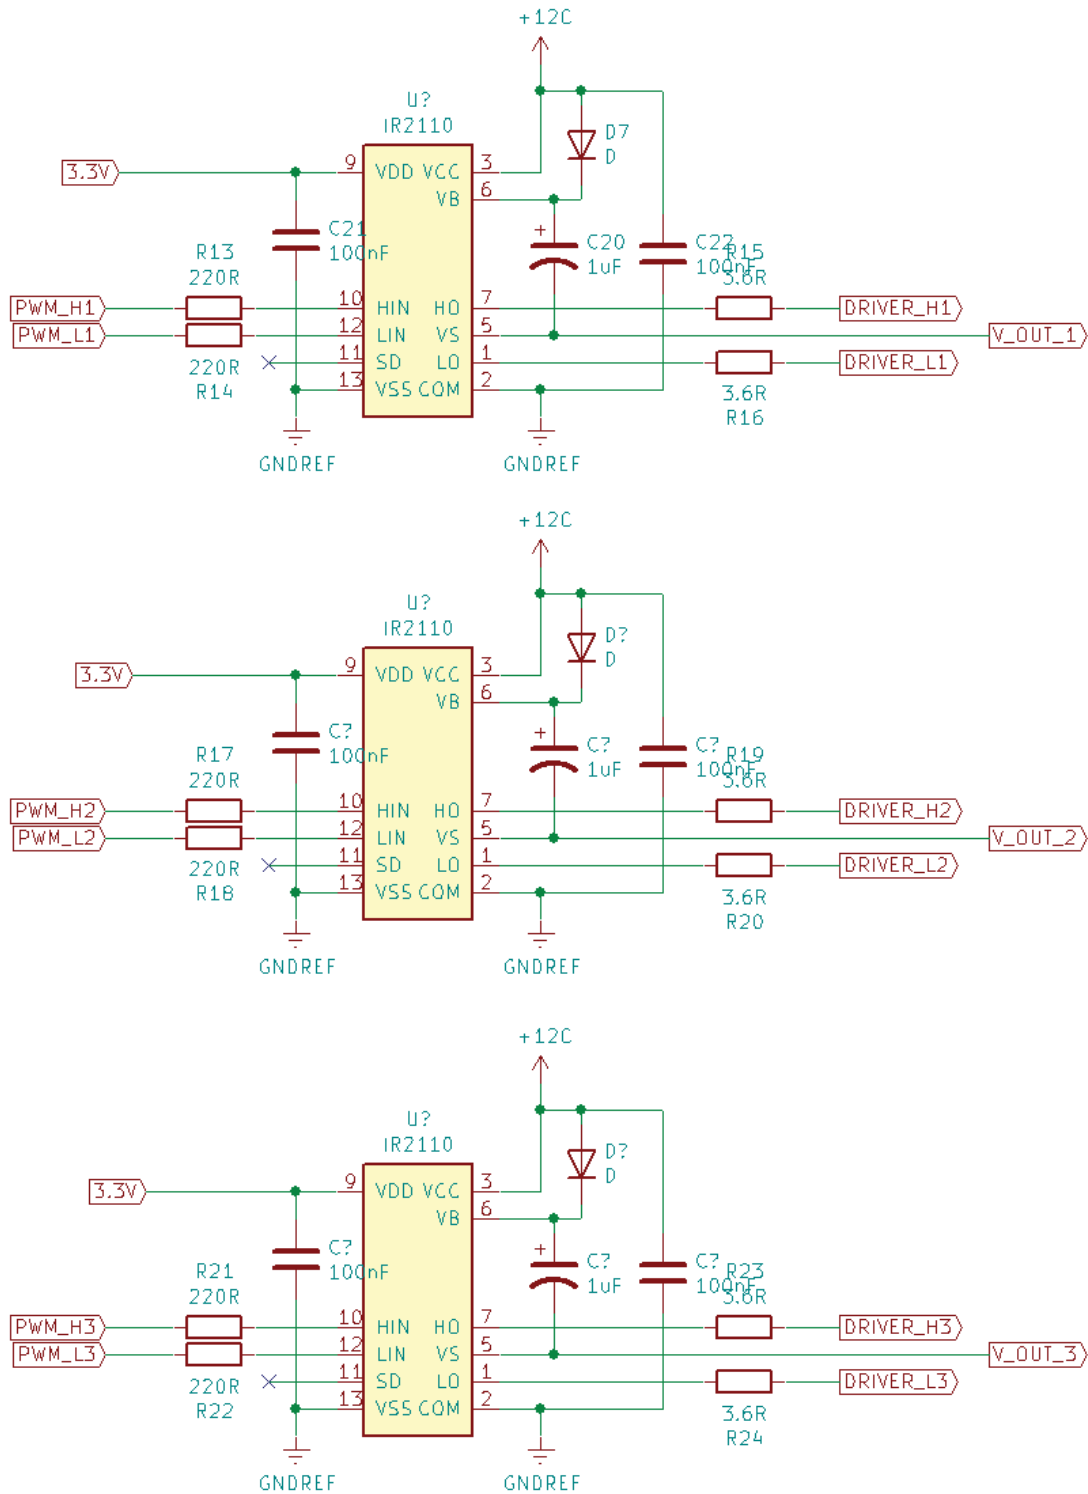 +12C
U?
IR2110
D7
D
3.3V
9 VDD VCC 3
VB 6
C21
100nF
C20
1uF
C22
100nF
R13
220R
R15
3.6R
PWM_H1
10 HIN HO 7
DRIVER_H1
PWM_L1
12 LIN VS 5
V_OUT_1
11 SD LO 1
DRIVER_L1
220R
R14
13 VSS COM 2
3.6R
R16
GNDREF
GNDREF
+12C
U?
IR2110
D?
D
3.3V
9 VDD VCC 3
VB 6
C?
100nF
C?
1uF
C?
100nF
R17
220R
R19
3.6R
PWM_H2
10 HIN HO 7
DRIVER_H2
PWM_L2
12 LIN VS 5
V_OUT_2
11 SD LO 1
DRIVER_L2
220R
R18
13 VSS COM 2
3.6R
R20
GNDREF
GNDREF
+12C
U?
IR2110
D?
D
3.3V
9 VDD VCC 3
VB 6
C?
100nF
C?
1uF
C?
100nF
R21
220R
R23
3.6R
PWM_H3
10 HIN HO 7
DRIVER_H3
PWM_L3
12 LIN VS 5
V_OUT_3
11 SD LO 1
DRIVER_L3
220R
R22
13 VSS COM 2
3.6R
R24
GNDREF
GNDREF